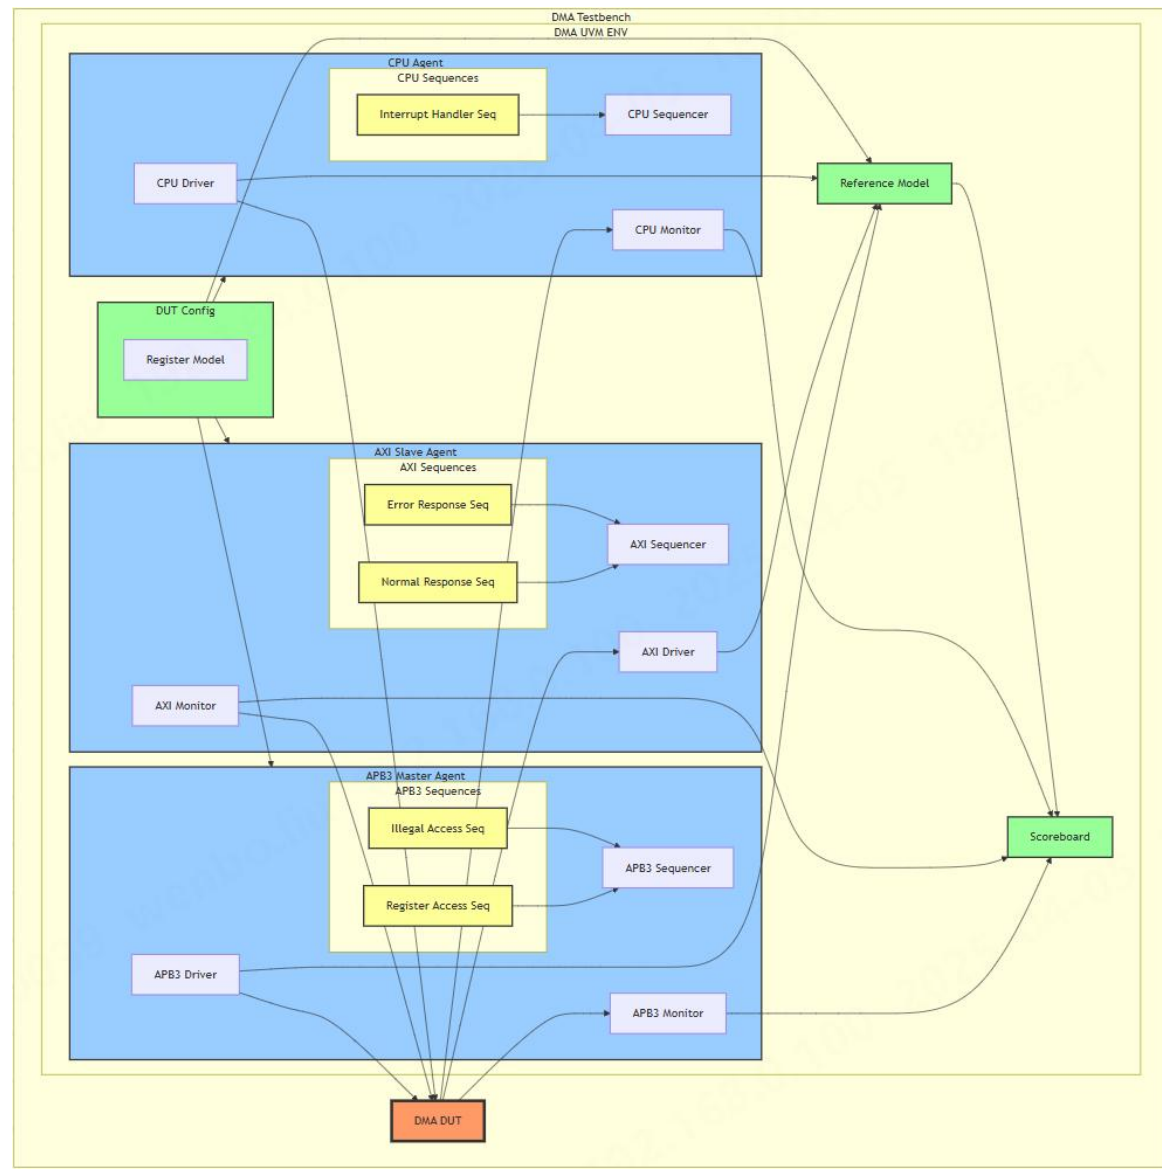 DMA Testbench
DMA UVM ENV
CPU Agent
CPU Sequences
Interrupt Handler Seq
CPU Sequencer
CPU Driver
Reference Model
CPU Monitor
DUT Config
Register Model
AXI Slave Agent
AXI Sequences
Error Response Seq
AXI Sequencer
Normal Response Seq
AXI Driver
AXI Monitor
APB3 Master Agent
APB3 Sequences
Illegal Access Seq
Scoreboard
APB3 Sequencer
Register Access Seq
APB3 Driver
APB3 Monitor
DMA DUT